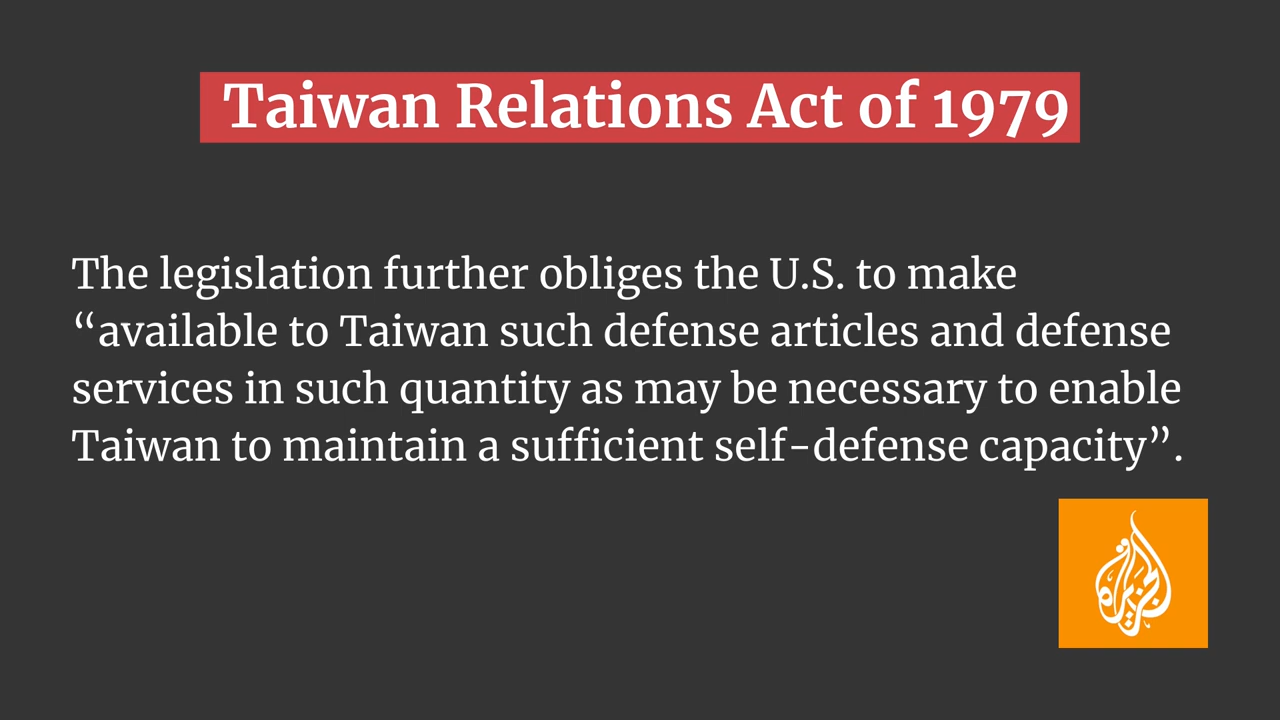 Taiwan Relations Act of 1979
The legislation further obliges the U.S. to make
“available to Taiwan such defense articles and defense
services in such quantity as may be necessary to enable
Taiwan to maintain a sufficient self-defense capacity”.
الجزيرة